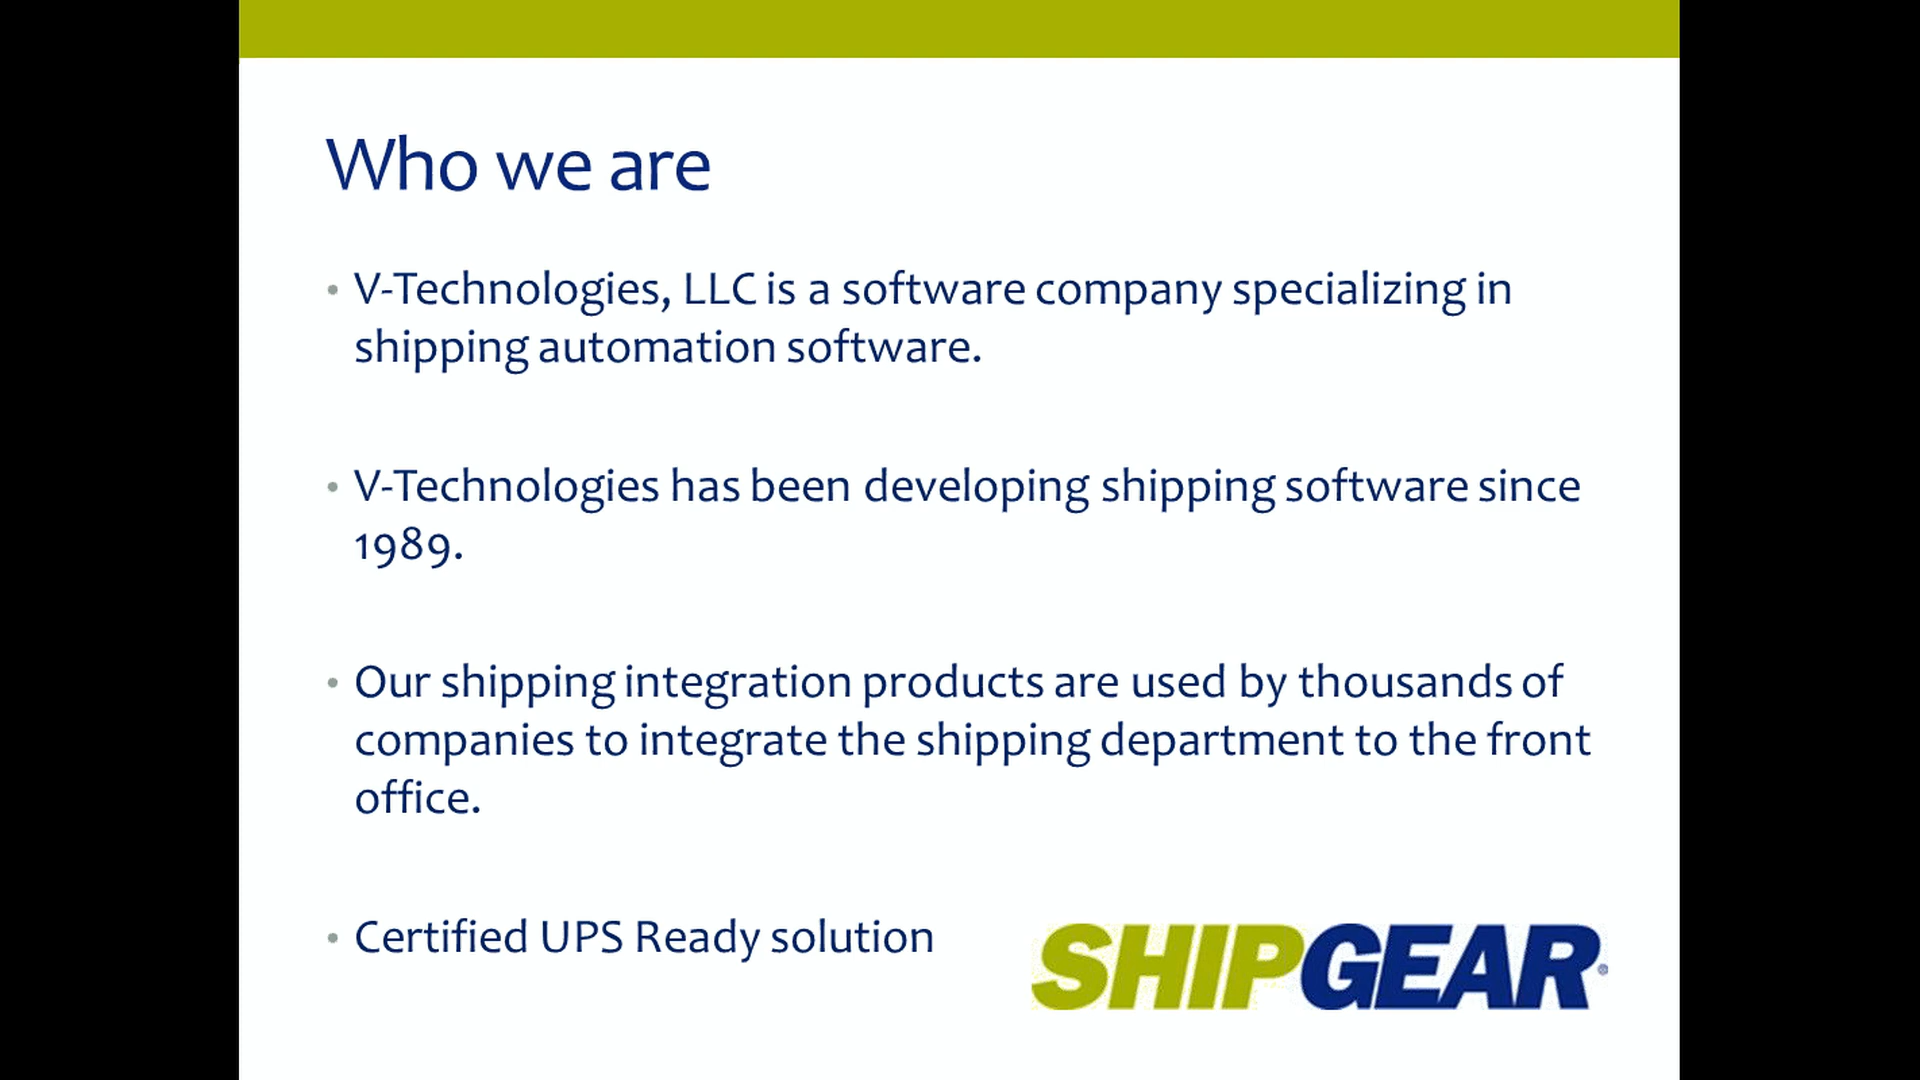 Who we are
• V-Technologies, LLC is a software company specializing in
shipping automation software.
• V-Technologies has been developing shipping software since
1989.
• Our shipping integration products are used by thousands of
companies to integrate the shipping department to the front
office.
• Certified UPS Ready solution
SHIPGEAR®